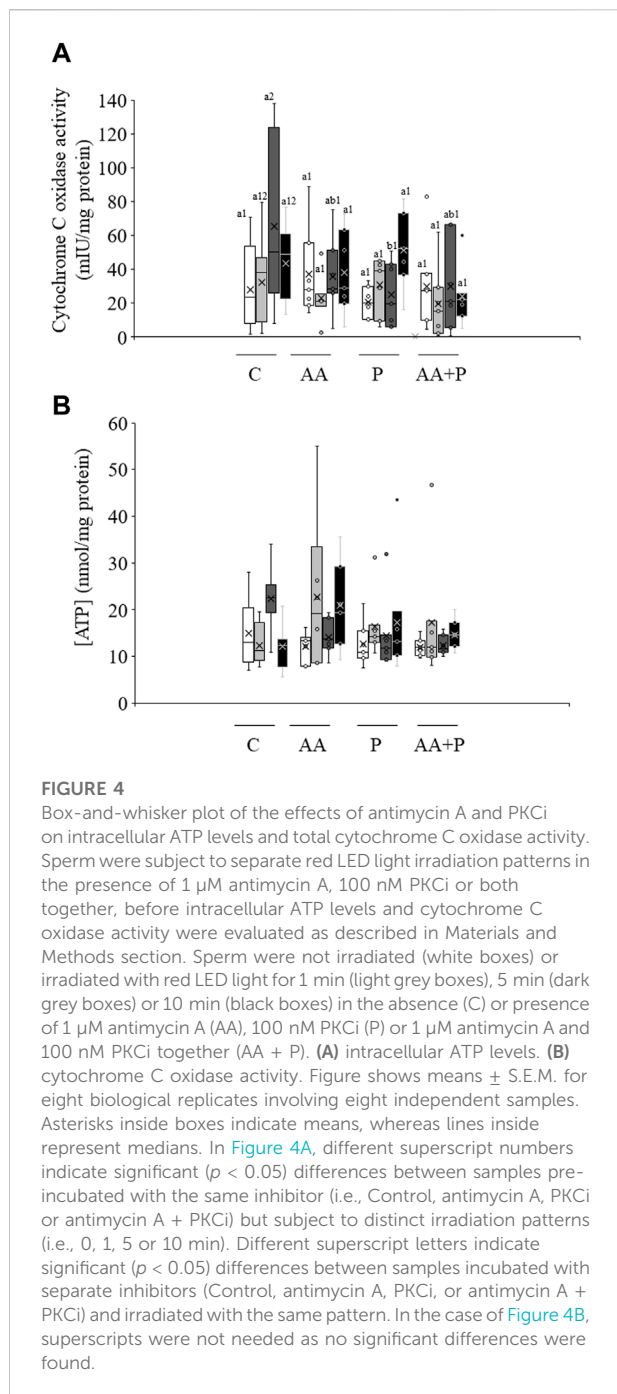 A
Cytochrome C oxidase activity
(mIU/mg protein)
140
120
100
80
60
40
20
0
a1
a12
a2
a12
a1
a1
ab1
a1
a1
a1
b1
a1
a1
a1
ab1
a1
C
AA
P
AA+P
B
[ATP] (nmol/mg protein)
60
50
40
30
20
10
0
C
AA
P
AA+P
FIGURE 4
Box-and-whisker plot of the effects of antimycin A and PKCi
on intracellular ATP levels and total cytochrome C oxidase activity.
Sperm were subject to separate red LED light irradiation patterns in
the presence of 1 µM antimycin A, 100 nM PKCi or both
together, before intracellular ATP levels and cytochrome C
oxidase activity were evaluated as described in Materials and
Methods section. Sperm were not irradiated (white boxes) or
irradiated with red LED light for 1 min (light grey boxes), 5 min (dark
grey boxes) or 10 min (black boxes) in the absence (C) or presence
of 1 µM antimycin A (AA), 100 nM PKCi (P) or 1 µM antimycin A and
100 nM PKCi together (AA + P). (A) intracellular ATP levels. (B)
cytochrome C oxidase activity. Figure shows means ± S.E.M. for
eight biological replicates involving eight independent samples.
Asterisks inside boxes indicate means, whereas lines inside
represent medians. In Figure 4A, different superscript numbers
indicate significant (p < 0.05) differences between samples pre-
incubated with the same inhibitor (i.e., Control, antimycin A, PKCi
or antimycin A + PKCi) but subject to distinct irradiation patterns
(i.e., 0, 1, 5 or 10 min). Different superscript letters indicate
significant (p < 0.05) differences between samples incubated with
separate inhibitors (Control, antimycin A, PKCi, or antimycin A +
PKCi) and irradiated with the same pattern. In the case of Figure 4B,
superscripts were not needed as no significant differences were
found.